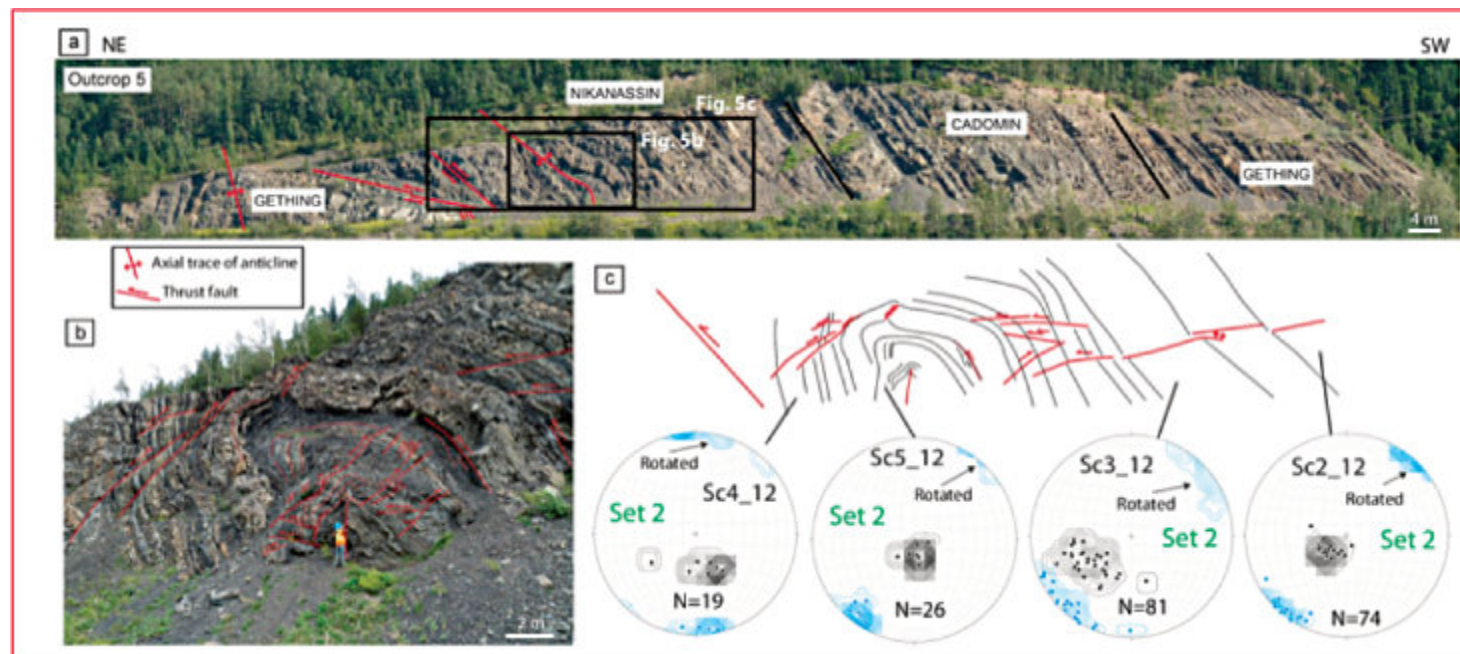 a NE
SW
Outcrop 5
NIKANASSIN
Fig. 5c
Fig. 5b
CADOMIN
GETHING
GETHING
4 m
Axial trace of anticline
Thrust fault
b
2 m
c
Rotated
Sc4_12
Set 2
N=19
Sc5_12
Rotated
Set 2
N=26
Sc3_12
Rotated
Set 2
N=81
Sc2_12
Rotated
Set 2
N=74